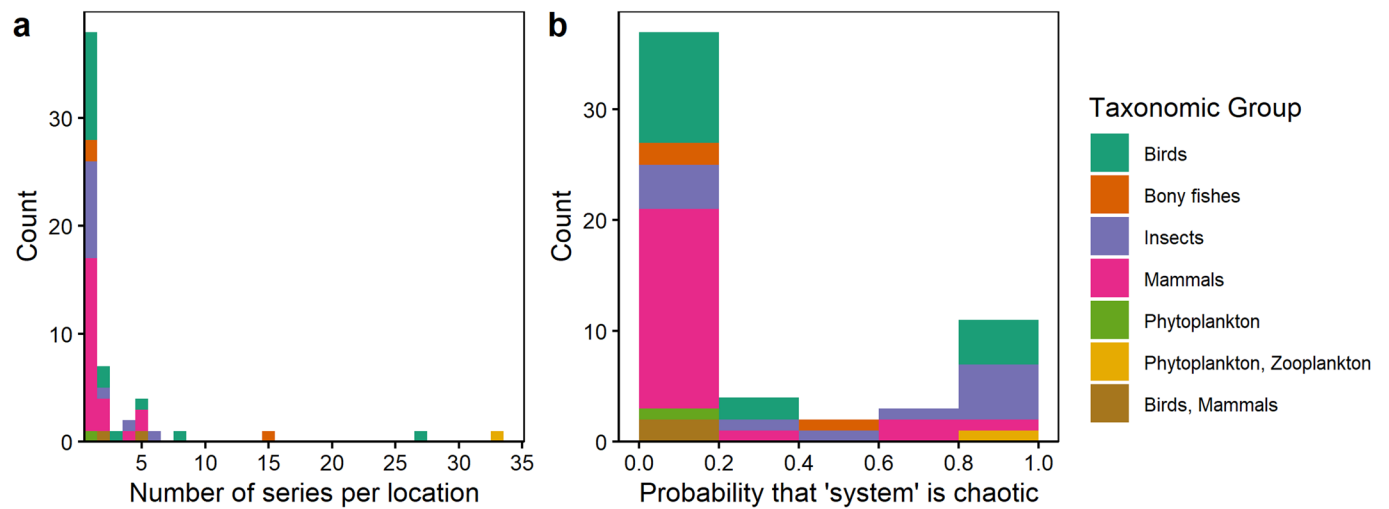 a
Count
30
20
10
0
5 10 15 20 25 30 35
Number of series per location
b
Count
30
20
10
0
0.0 0.2 0.4 0.6 0.8 1.0
Probability that 'system' is chaotic
Taxonomic Group
Birds
Bony fishes
Insects
Mammals
Phytoplankton
Phytoplankton, Zooplankton
Birds, Mammals